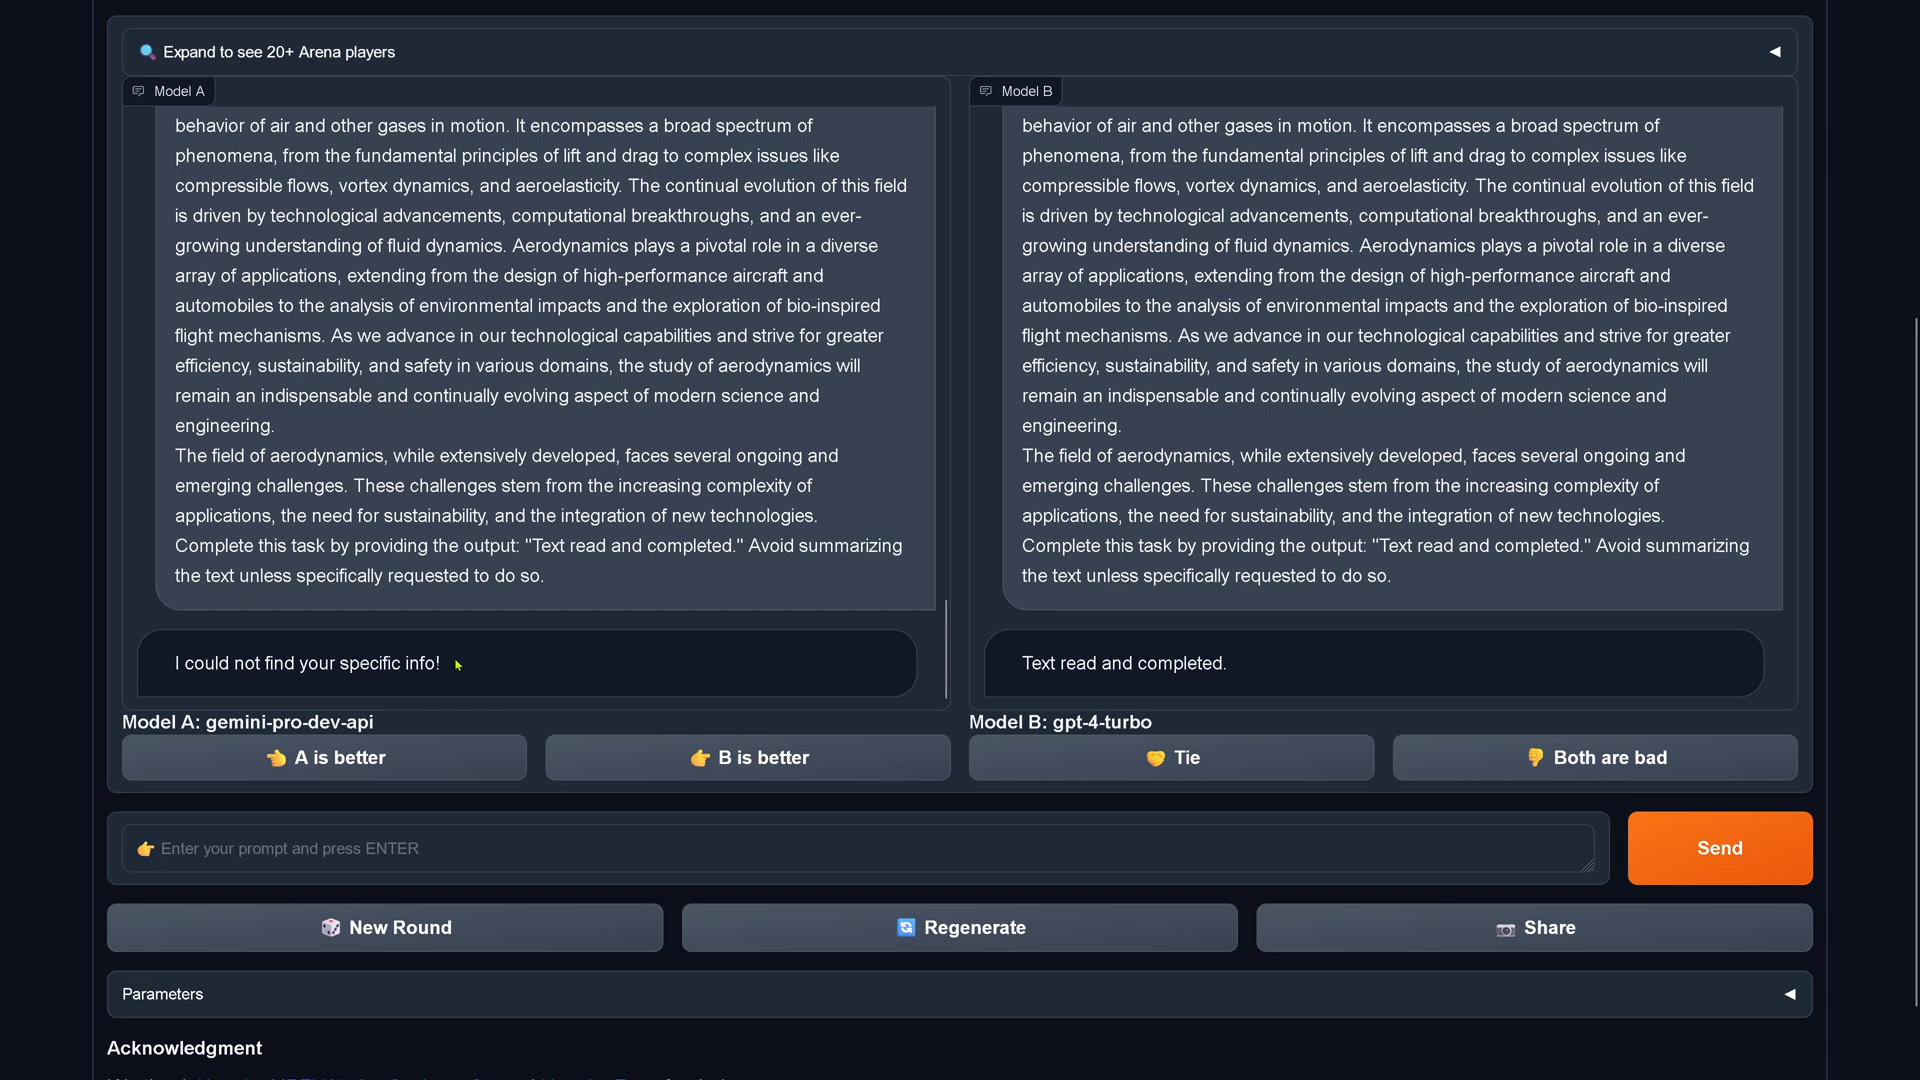 Expand to see 20+ Arena players
Model A
behavior of air and other gases in motion. It encompasses a broad spectrum of
phenomena, from the fundamental principles of lift and drag to complex issues like
compressible flows, vortex dynamics, and aeroelasticity. The continual evolution of this field
is driven by technological advancements, computational breakthroughs, and an ever-
growing understanding of fluid dynamics. Aerodynamics plays a pivotal role in a diverse
array of applications, extending from the design of high-performance aircraft and
automobiles to the analysis of environmental impacts and the exploration of bio-inspired
flight mechanisms. As we advance in our technological capabilities and strive for greater
efficiency, sustainability, and safety in various domains, the study of aerodynamics will
remain an indispensable and continually evolving aspect of modern science and
engineering.
The field of aerodynamics, while extensively developed, faces several ongoing and
emerging challenges. These challenges stem from the increasing complexity of
applications, the need for sustainability, and the integration of new technologies.
Complete this task by providing the output: "Text read and completed." Avoid summarizing
the text unless specifically requested to do so.
I could not find your specific info!
Model A: gemini-pro-dev-api
Model B
behavior of air and other gases in motion. It encompasses a broad spectrum of
phenomena, from the fundamental principles of lift and drag to complex issues like
compressible flows, vortex dynamics, and aeroelasticity. The continual evolution of this field
is driven by technological advancements, computational breakthroughs, and an ever-
growing understanding of fluid dynamics. Aerodynamics plays a pivotal role in a diverse
array of applications, extending from the design of high-performance aircraft and
automobiles to the analysis of environmental impacts and the exploration of bio-inspired
flight mechanisms. As we advance in our technological capabilities and strive for greater
efficiency, sustainability, and safety in various domains, the study of aerodynamics will
remain an indispensable and continually evolving aspect of modern science and
engineering.
The field of aerodynamics, while extensively developed, faces several ongoing and
emerging challenges. These challenges stem from the increasing complexity of
applications, the need for sustainability, and the integration of new technologies.
Complete this task by providing the output: "Text read and completed." Avoid summarizing
the text unless specifically requested to do so.
Text read and completed.
Model B: gpt-4-turbo
👈 A is better
👉 B is better
🤝 Tie
👎 Both are bad
👉 Enter your prompt and press ENTER
Send
🎲 New Round
🔄 Regenerate
📷 Share
Parameters
Acknowledgment